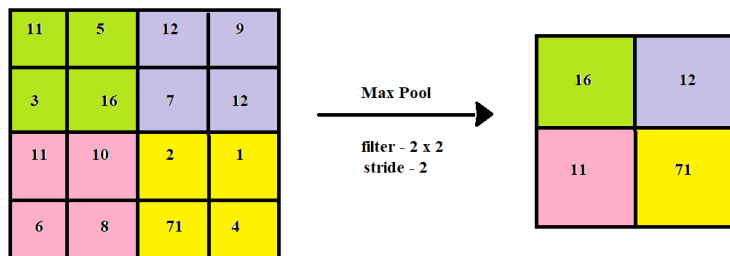 11 5 12 9
3 16 7 12
11 10 2 1
6 8 71 4
Max Pool
filter - 2 x 2
stride - 2
16 12
11 71